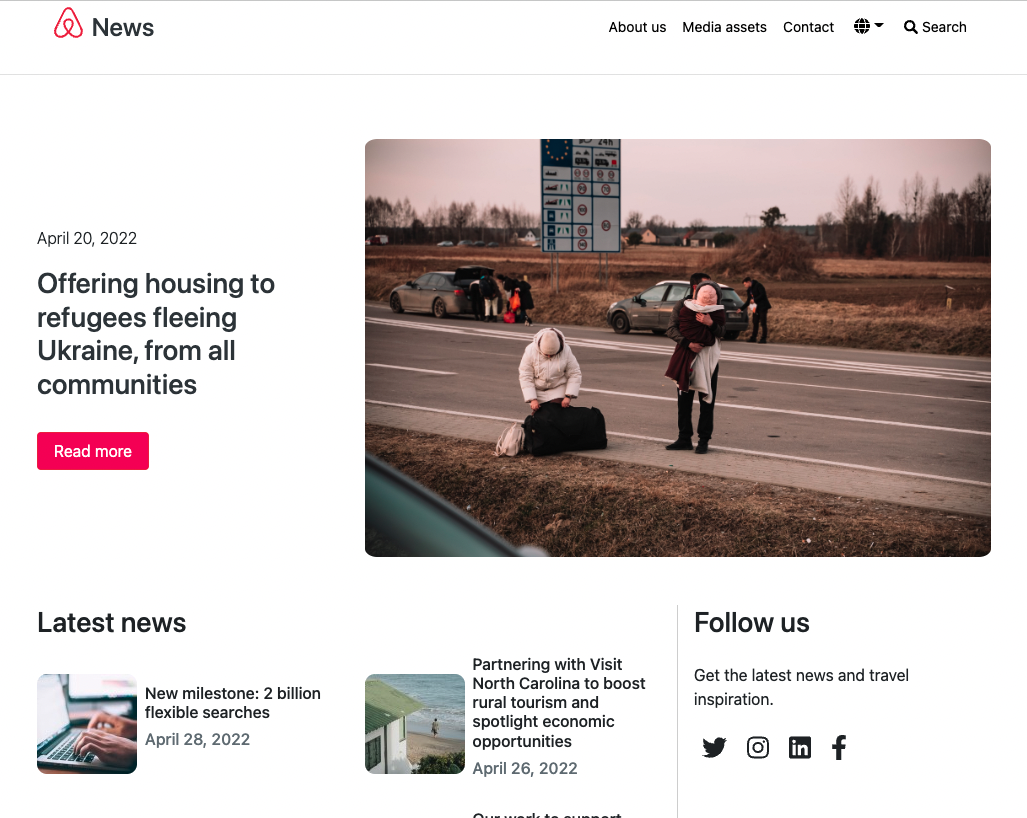 News
About us
Media assets
Contact
Search
24h
April 20, 2022
Offering housing to
refugees fleeing
Ukraine, from all
communities
Read more
Latest news
New milestone: 2 billion
flexible searches
April 28, 2022
Partnering with Visit
North Carolina to boost
rural tourism and
spotlight economic
opportunities
April 26, 2022
Our work to support
Follow us
Get the latest news and travel
inspiration.
in